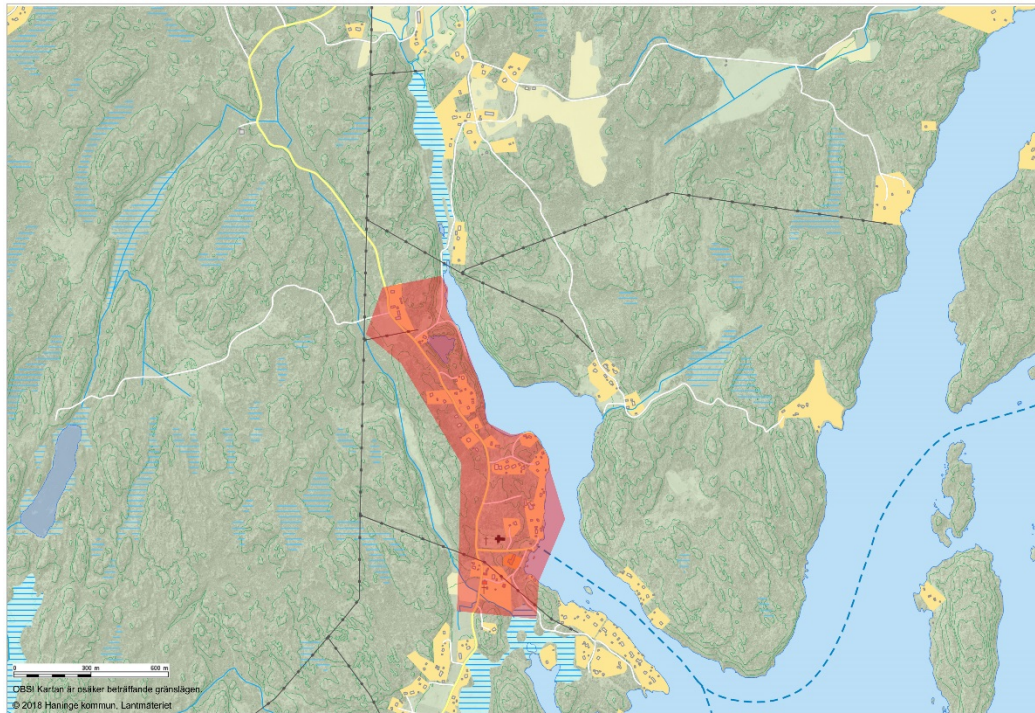 0 300 m 600 m
OBS! Kartan är osäker beträffande gränslägen.
© 2018 Haninge kommun, Lantmäteriet